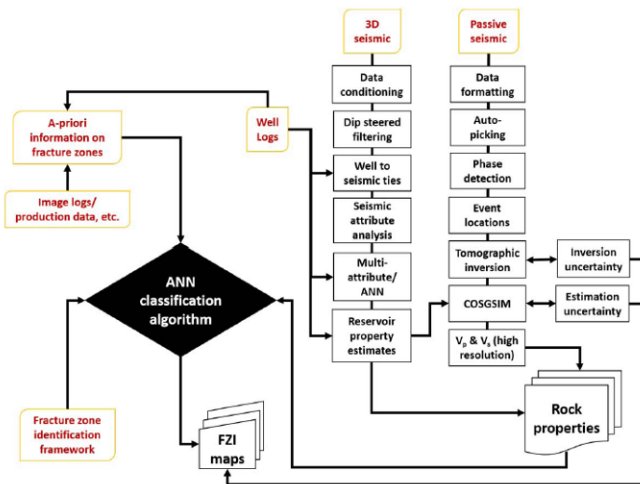 3D
seismic
Passive
seismic
Data
conditioning
Data
formatting
A-priori
information on
fracture zones
Well
Logs
Dip steered
filtering
Auto-
picking
Well to
seismic ties
Phase
detection
Image logs/
production data, etc.
Seismic
attribute
analysis
Event
locations
ANN
classification
algorithm
Multi-
attribute/
ANN
Tomographic
inversion
Inversion
uncertainty
Reservoir
property
estimates
COSGSIM
Estimation
uncertainty
Vp & Vs (high
resolution)
Fracture zone
identification
framework
FZI
maps
Rock
properties